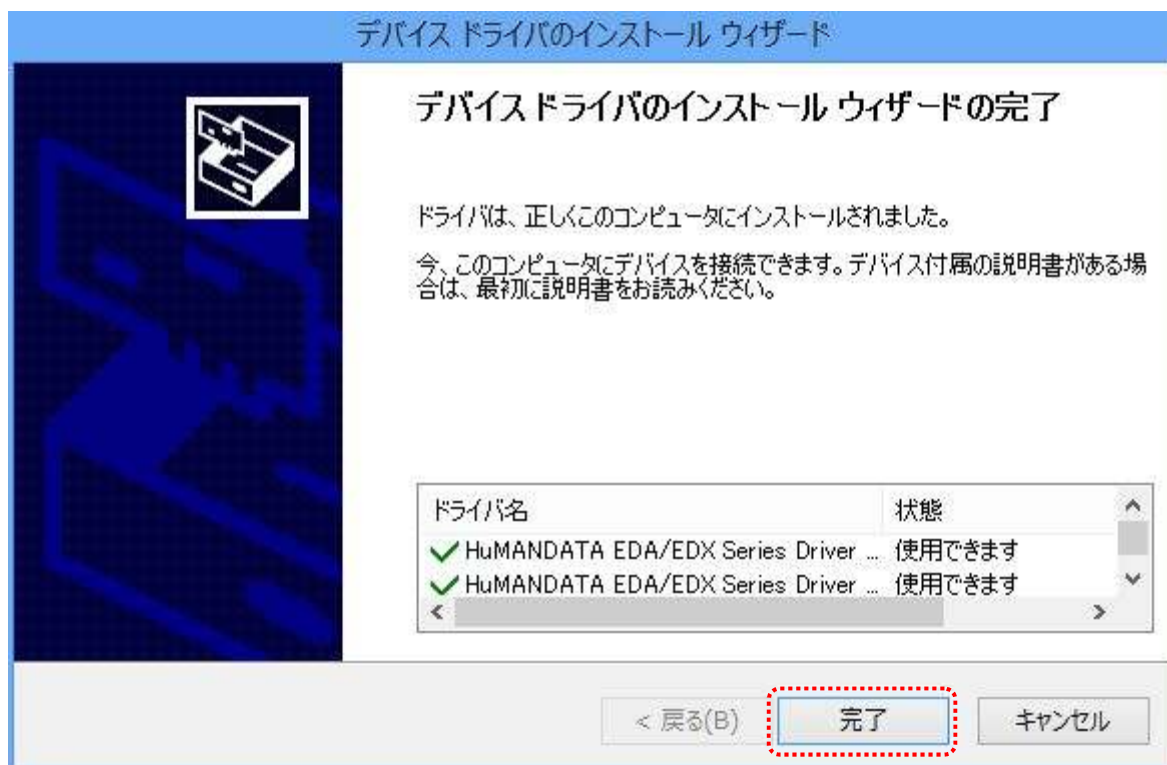 デバイス ドライバのインストール ウィザード
デバイス ドライバのインストール ウィザードの完了
ドライバは、正しくこのコンピュータにインストールされました。
今、このコンピュータにデバイスを接続できます。デバイス付属の説明書がある場
合は、最初に説明書をお読みください。
ドライバ名 状態
HuMANDATA EDA/EDX Series Driver ... 使用できます
HuMANDATA EDA/EDX Series Driver ... 使用できます
< 戻る(B) 完了 キャンセル